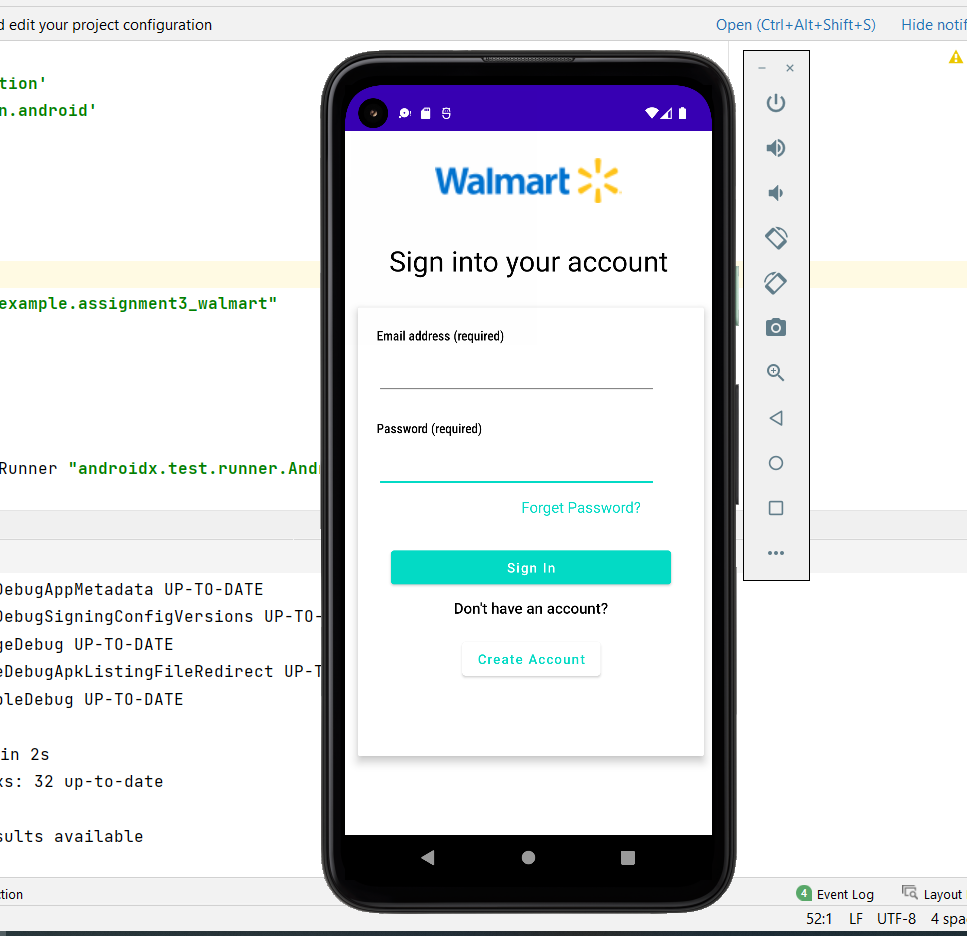 d edit your project configuration
Open (Ctrl+Alt+Shift+S)
Hide notif
tion'
n.android'
example.assignment3_walmart"
Runner "androidx.test.runner.And
DebugAppMetadata UP-TO-DATE
DebugSigningConfigVersions UP-TO-
geDebug UP-TO-DATE
eDebugApkListingFileRedirect UP-T
bleDebug UP-TO-DATE
in 2s
ks: 32 up-to-date
sults available
Walmart
Sign into your account
Email address (required)
Password (required)
Forget Password?
Sign In
Don't have an account?
Create Account
ction
4 Event Log
Layout
52:1 LF UTF-8 4 spa